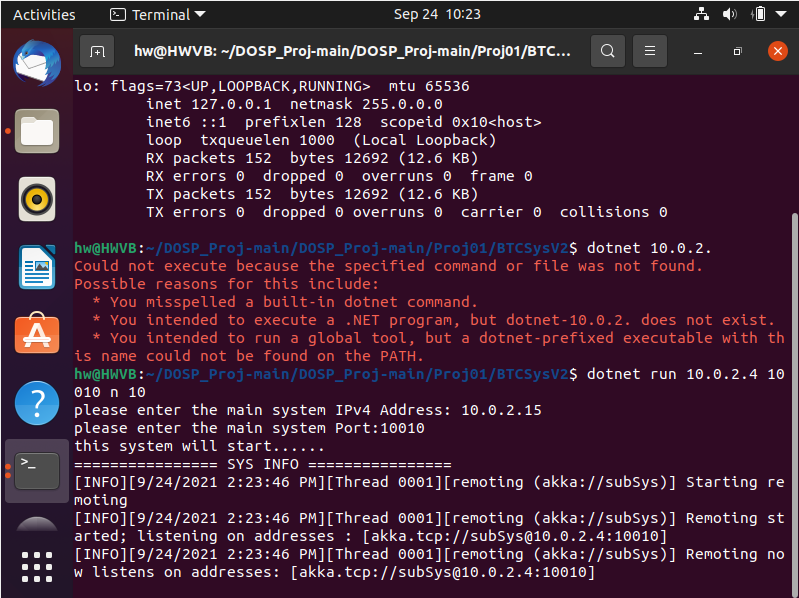 Activities
Terminal
Sep 24  10:23
hw@HWVB: ~/DOSP_Proj-main/DOSP_Proj-main/Proj01/BTC...
lo: flags=73<UP,LOOPBACK,RUNNING>  mtu 65536
        inet 127.0.0.1  netmask 255.0.0.0
        inet6 ::1  prefixlen 128  scopeid 0x10<host>
        loop  txqueuelen 1000  (Local Loopback)
        RX packets 152  bytes 12692 (12.6 KB)
        RX errors 0  dropped 0  overruns 0  frame 0
        TX packets 152  bytes 12692 (12.6 KB)
        TX errors 0  dropped 0 overruns 0  carrier 0  collisions 0
hw@HWVB:~/DOSP_Proj-main/DOSP_Proj-main/Proj01/BTCSysV2$ dotnet 10.0.2.
Could not execute because the specified command or file was not found.
Possible reasons for this include:
  * You misspelled a built-in dotnet command.
  * You intended to execute a .NET program, but dotnet-10.0.2. does not exist.
  * You intended to run a global tool, but a dotnet-prefixed executable with th
is name could not be found on the PATH.
hw@HWVB:~/DOSP_Proj-main/DOSP_Proj-main/Proj01/BTCSysV2$ dotnet run 10.0.2.4 10
010 n 10
please enter the main system IPv4 Address: 10.0.2.15
please enter the main system Port:10010
this system will start......
================ SYS INFO ================
[INFO][9/24/2021 2:23:46 PM][Thread 0001][remoting (akka://subSys)] Starting re
moting
[INFO][9/24/2021 2:23:46 PM][Thread 0001][remoting (akka://subSys)] Remoting st
arted; listening on addresses : [akka.tcp://subSys@10.0.2.4:10010]
[INFO][9/24/2021 2:23:46 PM][Thread 0001][remoting (akka://subSys)] Remoting no
w listens on addresses: [akka.tcp://subSys@10.0.2.4:10010]